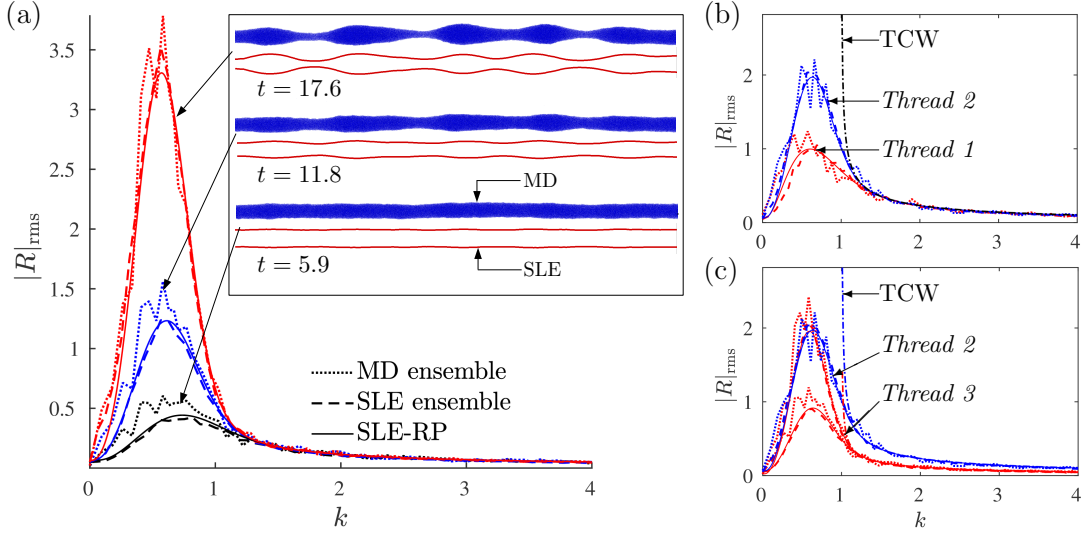 (a)
3.5
3
2.5
2
1.5
1
0.5
0
1
2
3
4
k
|R|rms
t = 17.6
t = 11.8
MD
t = 5.9
SLE
MD ensemble
SLE ensemble
SLE-RP
(b)
TCW
Thread 2
Thread 1
2
1
0
0
1
2
3
4
|R|rms
(c)
TCW
Thread 2
Thread 3
2
1
0
0
1
2
3
4
k
|R|rms